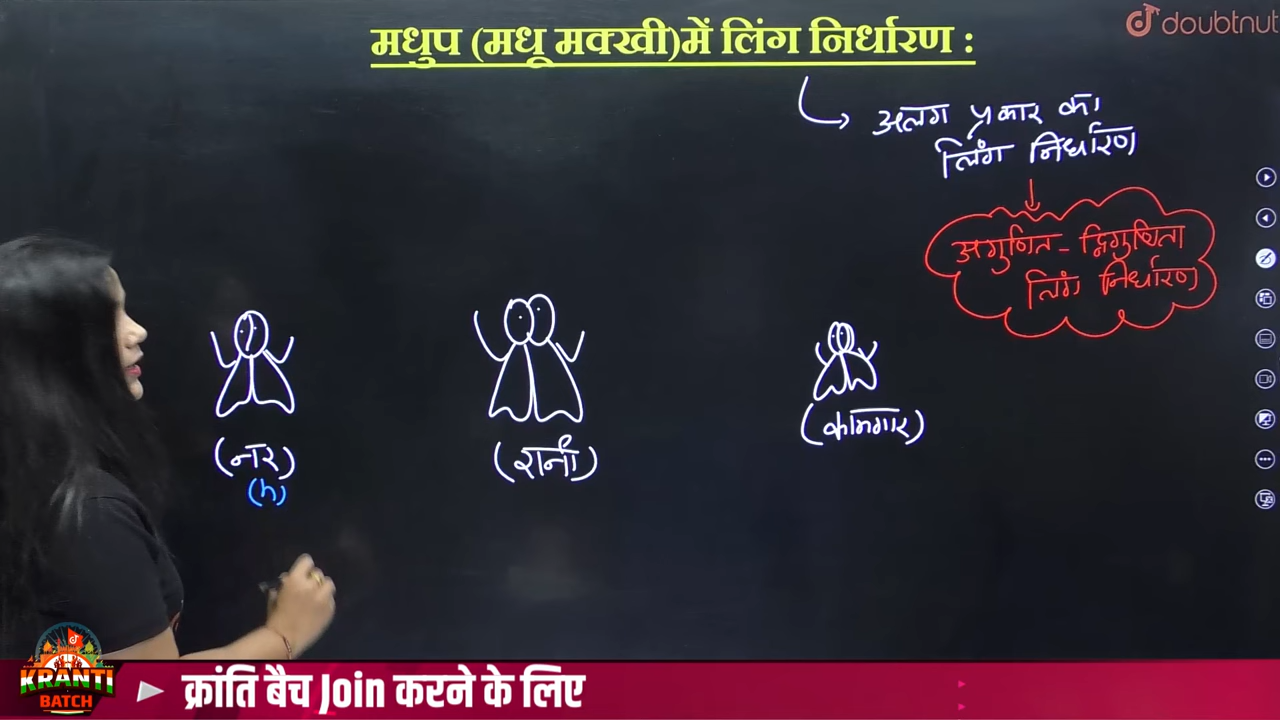 मधुप (मधू मक्खी)में लिंग निर्धारण :
doubtnut
अलग प्रकार का
लिंग निर्धारण
अगुणित - द्विगुणिता
लिंग निर्धारण
(नर)
(n)
(रानी)
(कामगार)
KRANTI
BATCH
क्रांति बैच Join करने के लिए